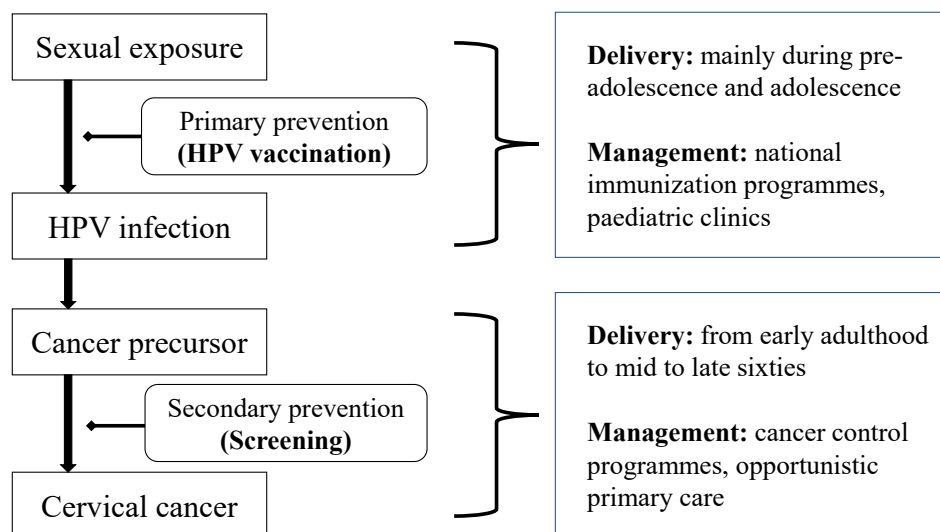 Sexual exposure
Primary prevention
(HPV vaccination)
HPV infection
Cancer precursor
Secondary prevention
(Screening)
Cervical cancer
Delivery: mainly during pre-
adolescence and adolescence
Management: national
immunization programmes,
paediatric clinics
Delivery: from early adulthood
to mid to late sixties
Management: cancer control
programmes, opportunistic
primary care